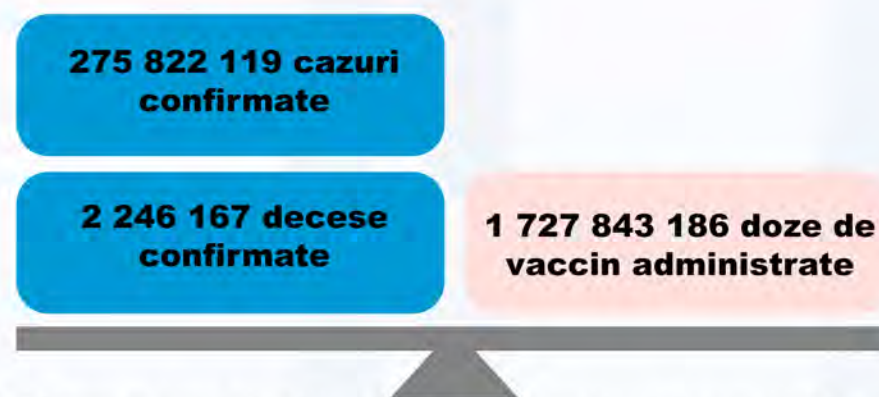 275 822 119 cazuri
confirmate
2 246 167 decese
confirmate
1 727 843 186 doze de
vaccin administrate